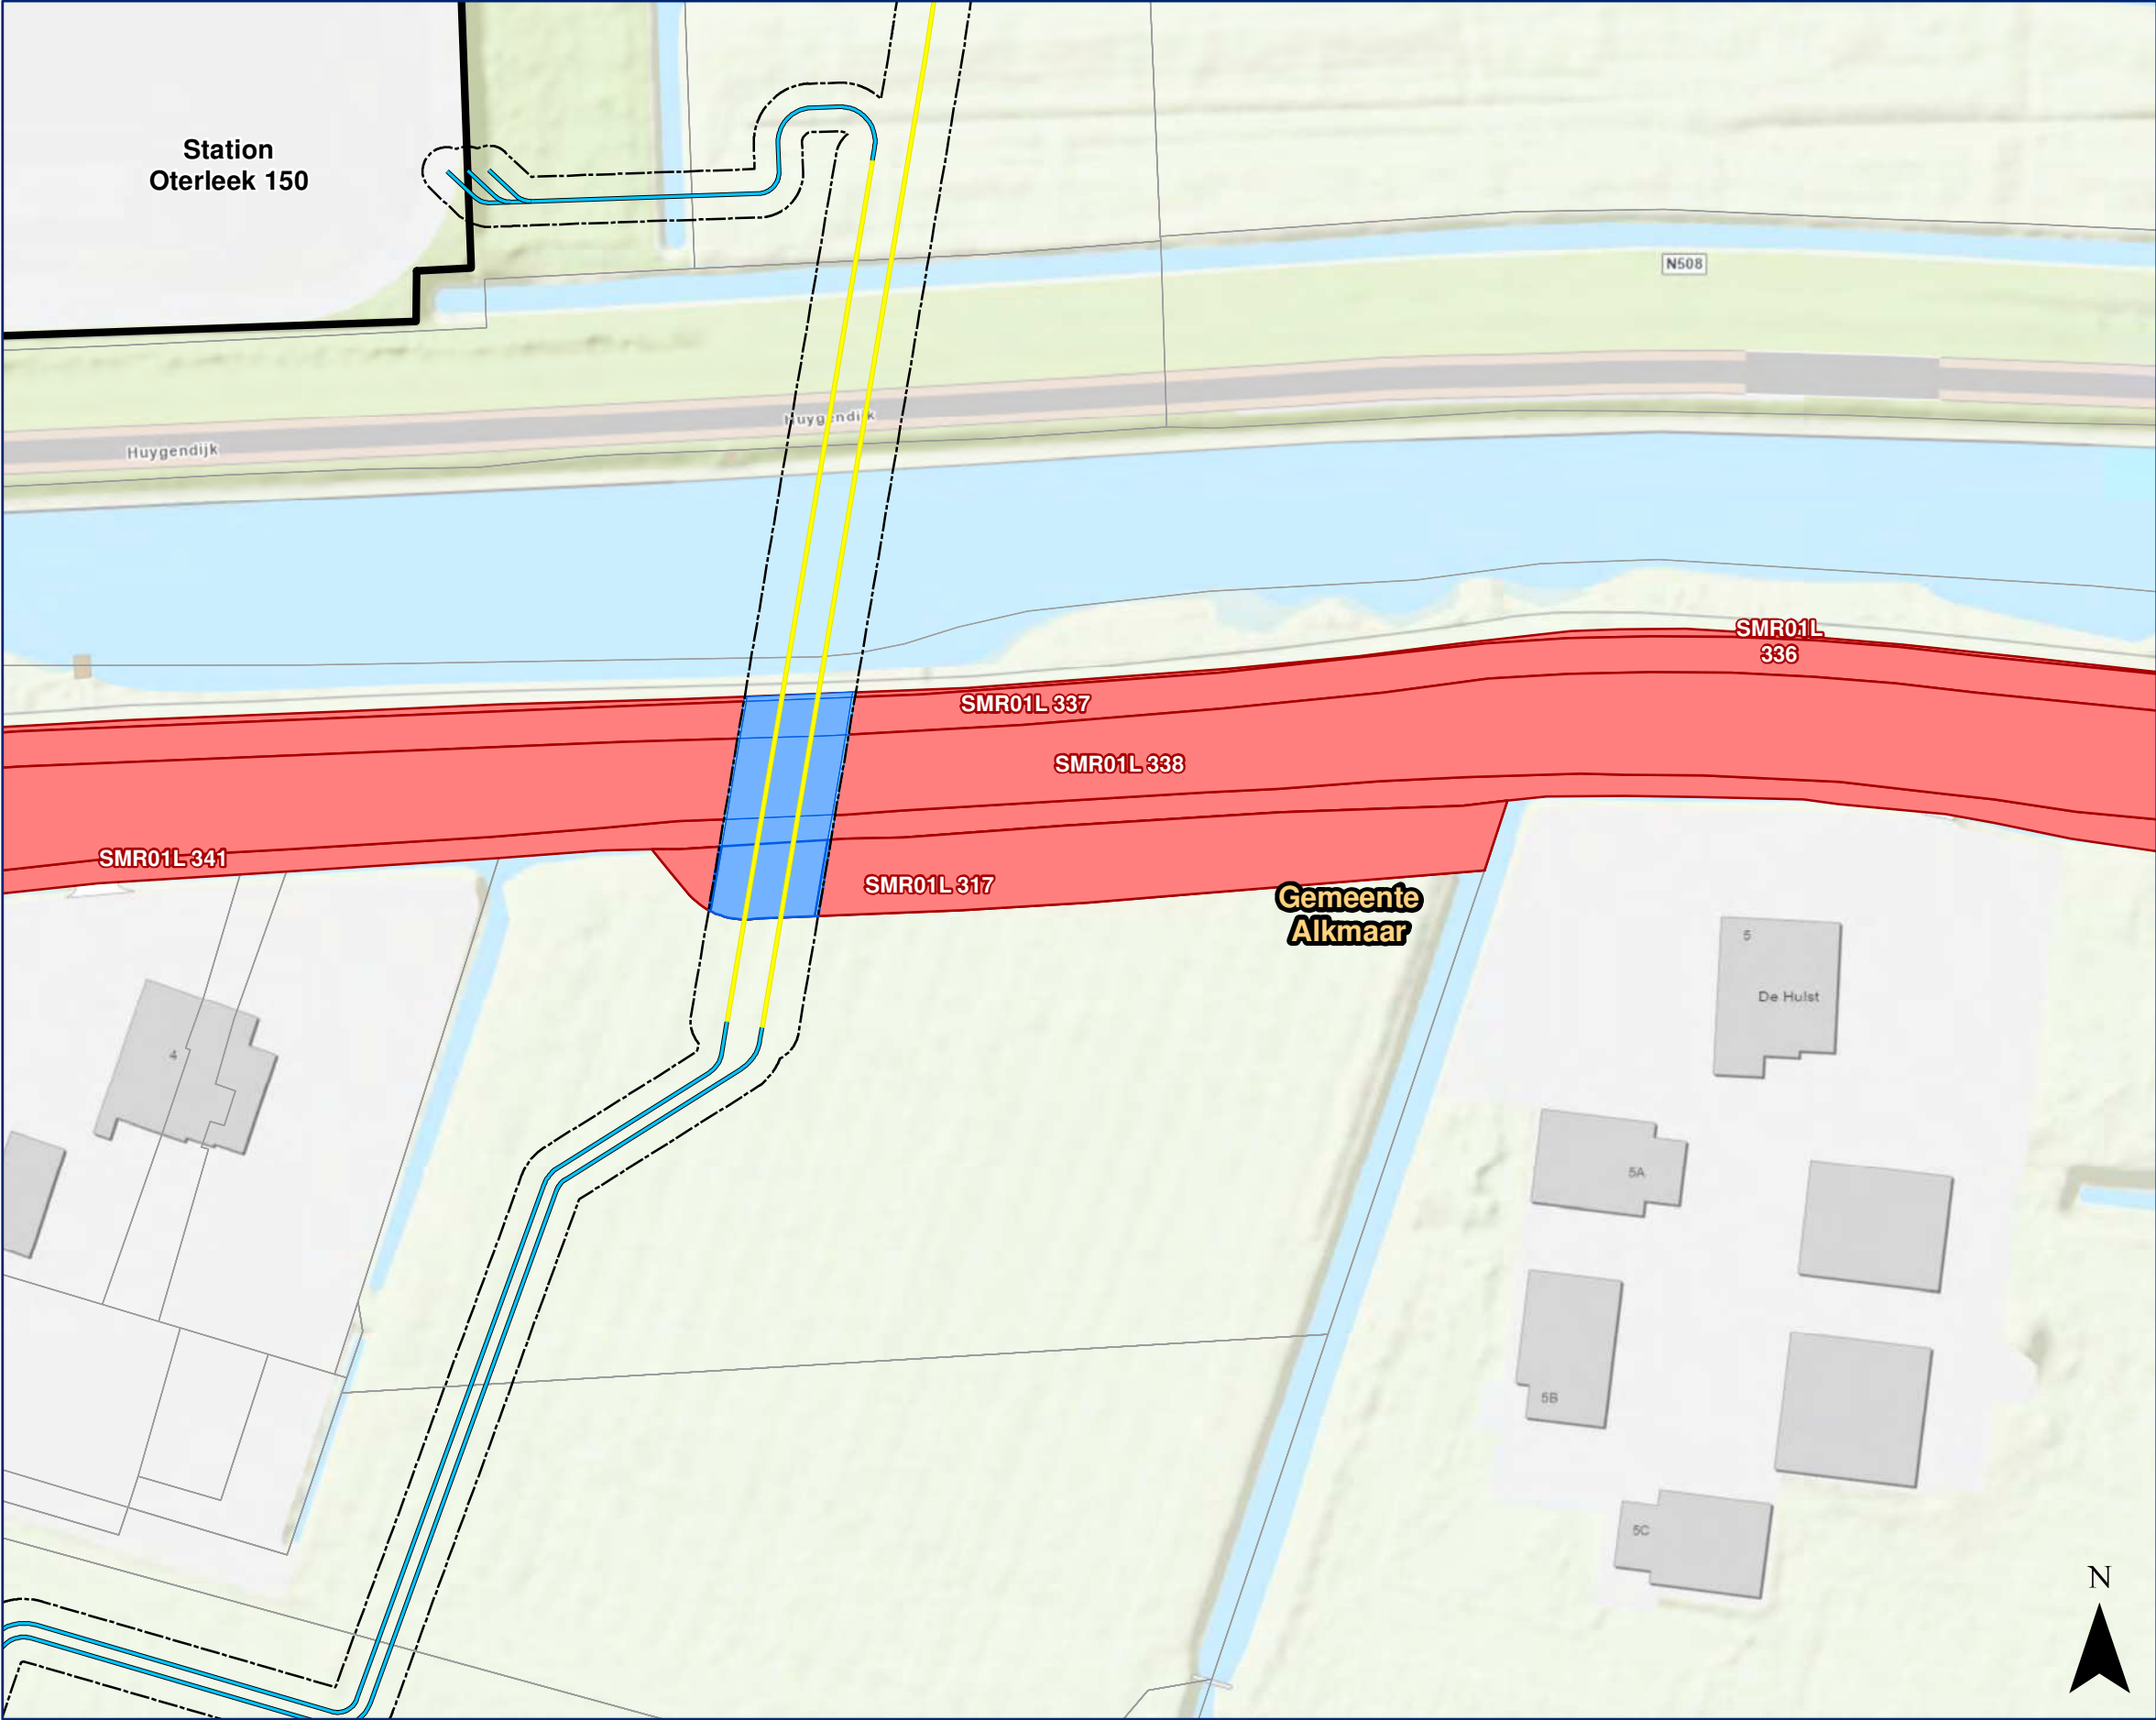 Station
Oterleek 150
N508
Huygendijk
Huygendijk
SMR01L
336
SMR01L 337
SMR01L 338
SMR01L 341
SMR01L 317
Gemeente
Alkmaar
5
De Hulst
4
5A
5B
5C
N